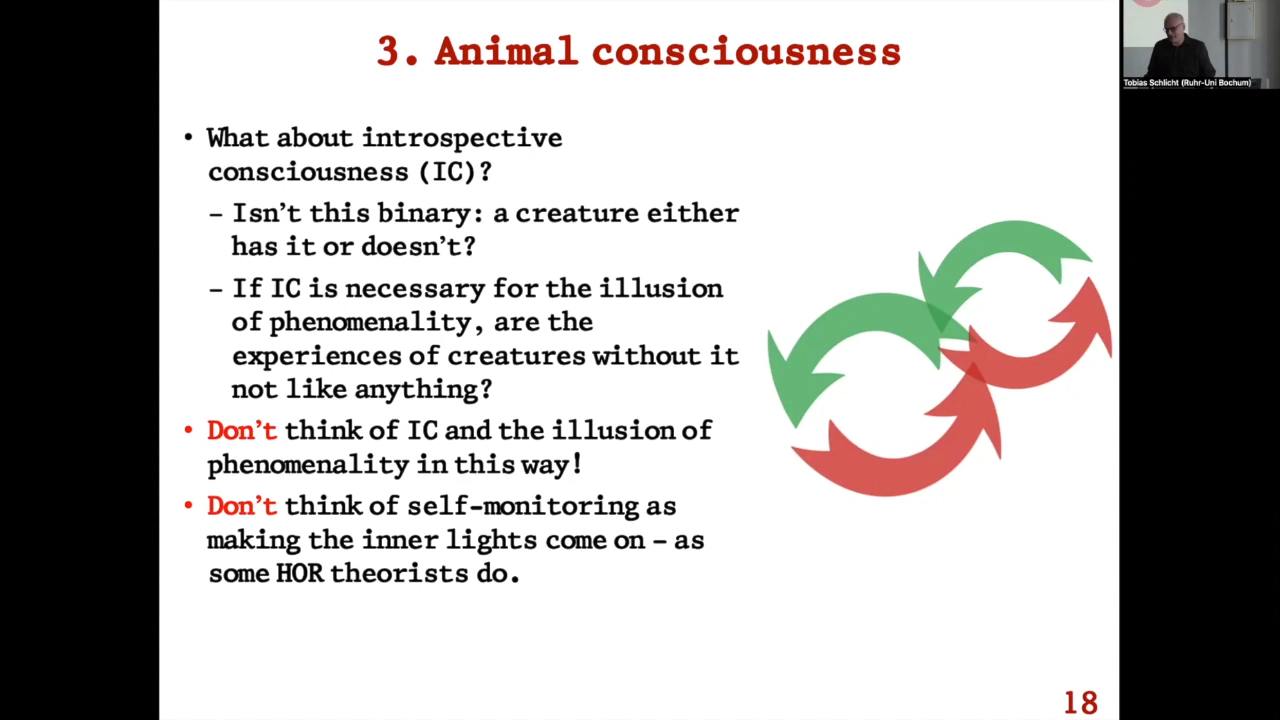 3. Animal consciousness
Tobias Schlicht (Ruhr-Uni Bochum)
• What about introspective
consciousness (IC)?
– Isn't this binary: a creature either
has it or doesn't?
– If IC is necessary for the illusion
of phenomenality, are the
experiences of creatures without it
not like anything?
• Don't think of IC and the illusion of
phenomenality in this way!
• Don't think of self-monitoring as
making the inner lights come on – as
some HOR theorists do.
18